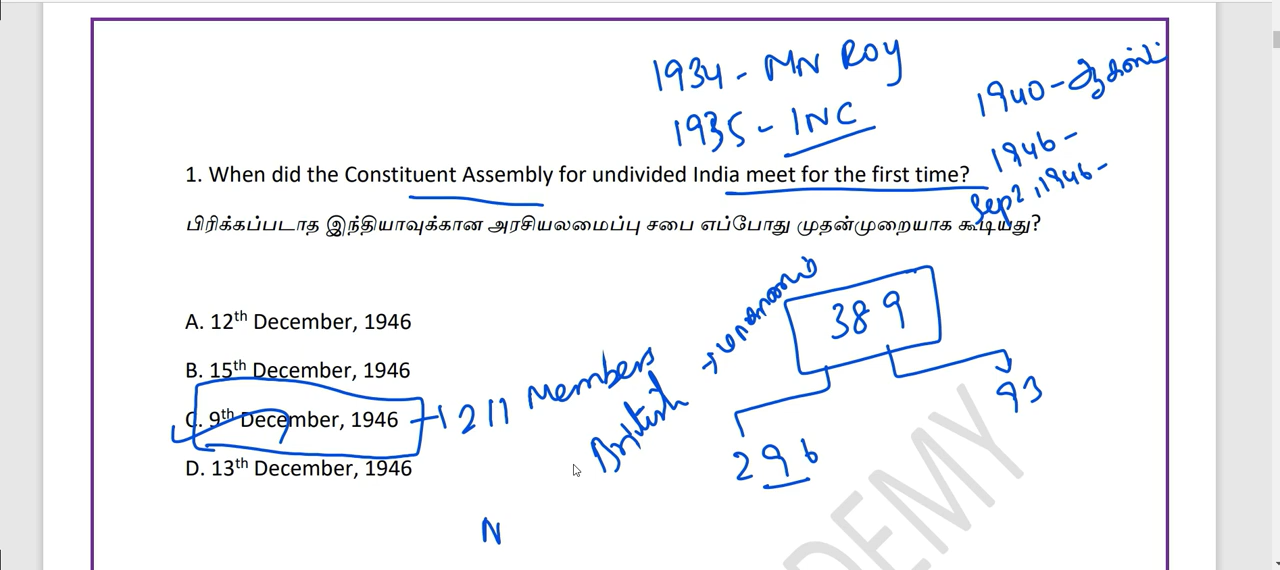 1934 - MN ROY
1935 - INC
1940 - ஆகஸ்ட்
1946 -
Sep 2, 1946 -
1. When did the Constituent Assembly for undivided India meet for the first time?
பிரிக்கப்படாத இந்தியாவுக்கான அரசியலமைப்பு சபை எப்போது முதன்முறையாக கூடியது?
389
A. 12th December, 1946
B. 15th December, 1946
C. 9th December, 1946
211 Members
British
296
93
D. 13th December, 1946
N
DEMY